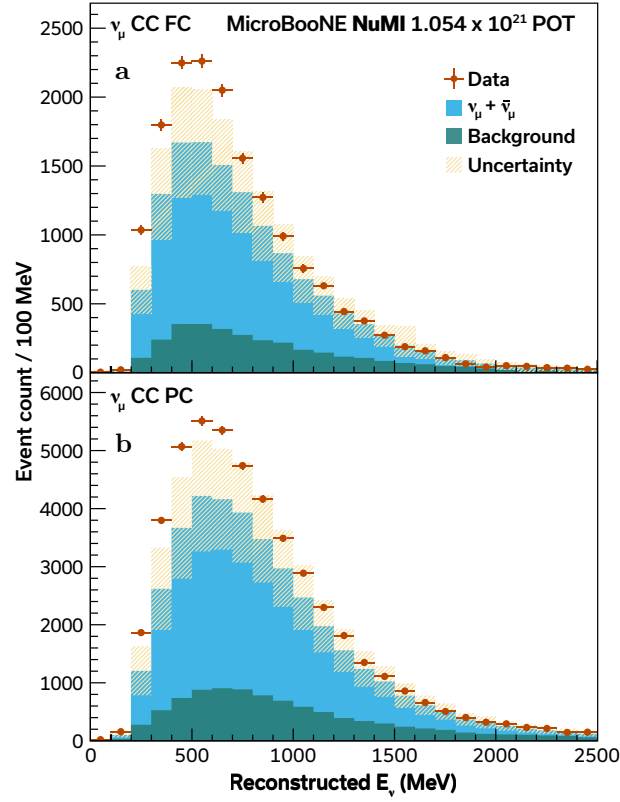 ν_μ CC FC MicroBooNE NuMI 1.054 x 10²¹ POT
a
Data
ν_μ + ν̄_μ
Background
Uncertainty
2500
2000
1500
1000
500
0
ν_μ CC PC
b
6000
5000
4000
3000
2000
1000
0
Event count / 100 MeV
0 500 1000 1500 2000 2500
Reconstructed E_ν (MeV)